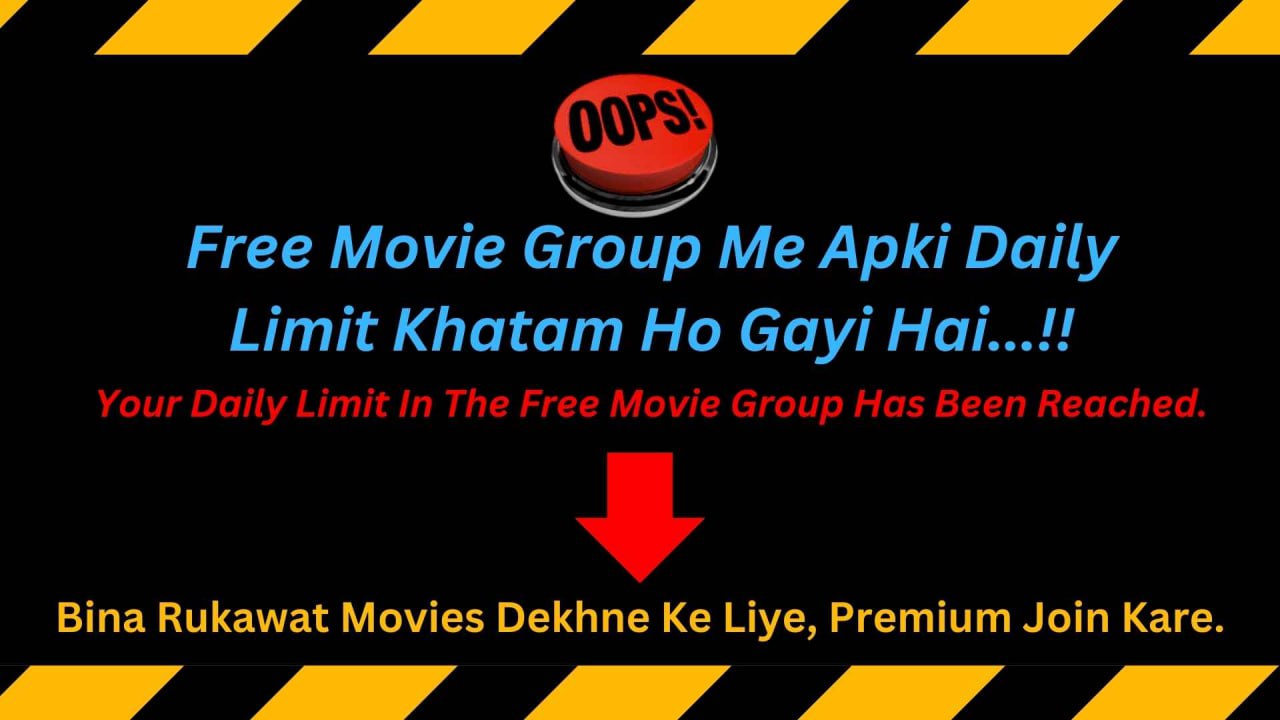 OOPS!
Free Movie Group Me Apki Daily
Limit Khatam Ho Gayi Hai...!!
Your Daily Limit In The Free Movie Group Has Been Reached.
Bina Rukawat Movies Dekhne Ke Liye, Premium Join Kare.